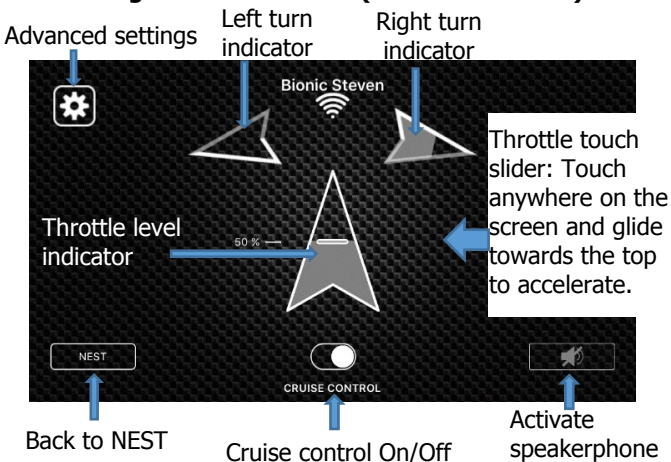 Advanced settings
Left turn
indicator
Right turn
indicator
Bionic Steven
Throttle touch
slider: Touch
anywhere on the
screen and glide
towards the top
to accelerate.
Throttle level
indicator
50 %
NEST
CRUISE CONTROL
Back to NEST
Cruise control On/Off
Activate
speakerphone